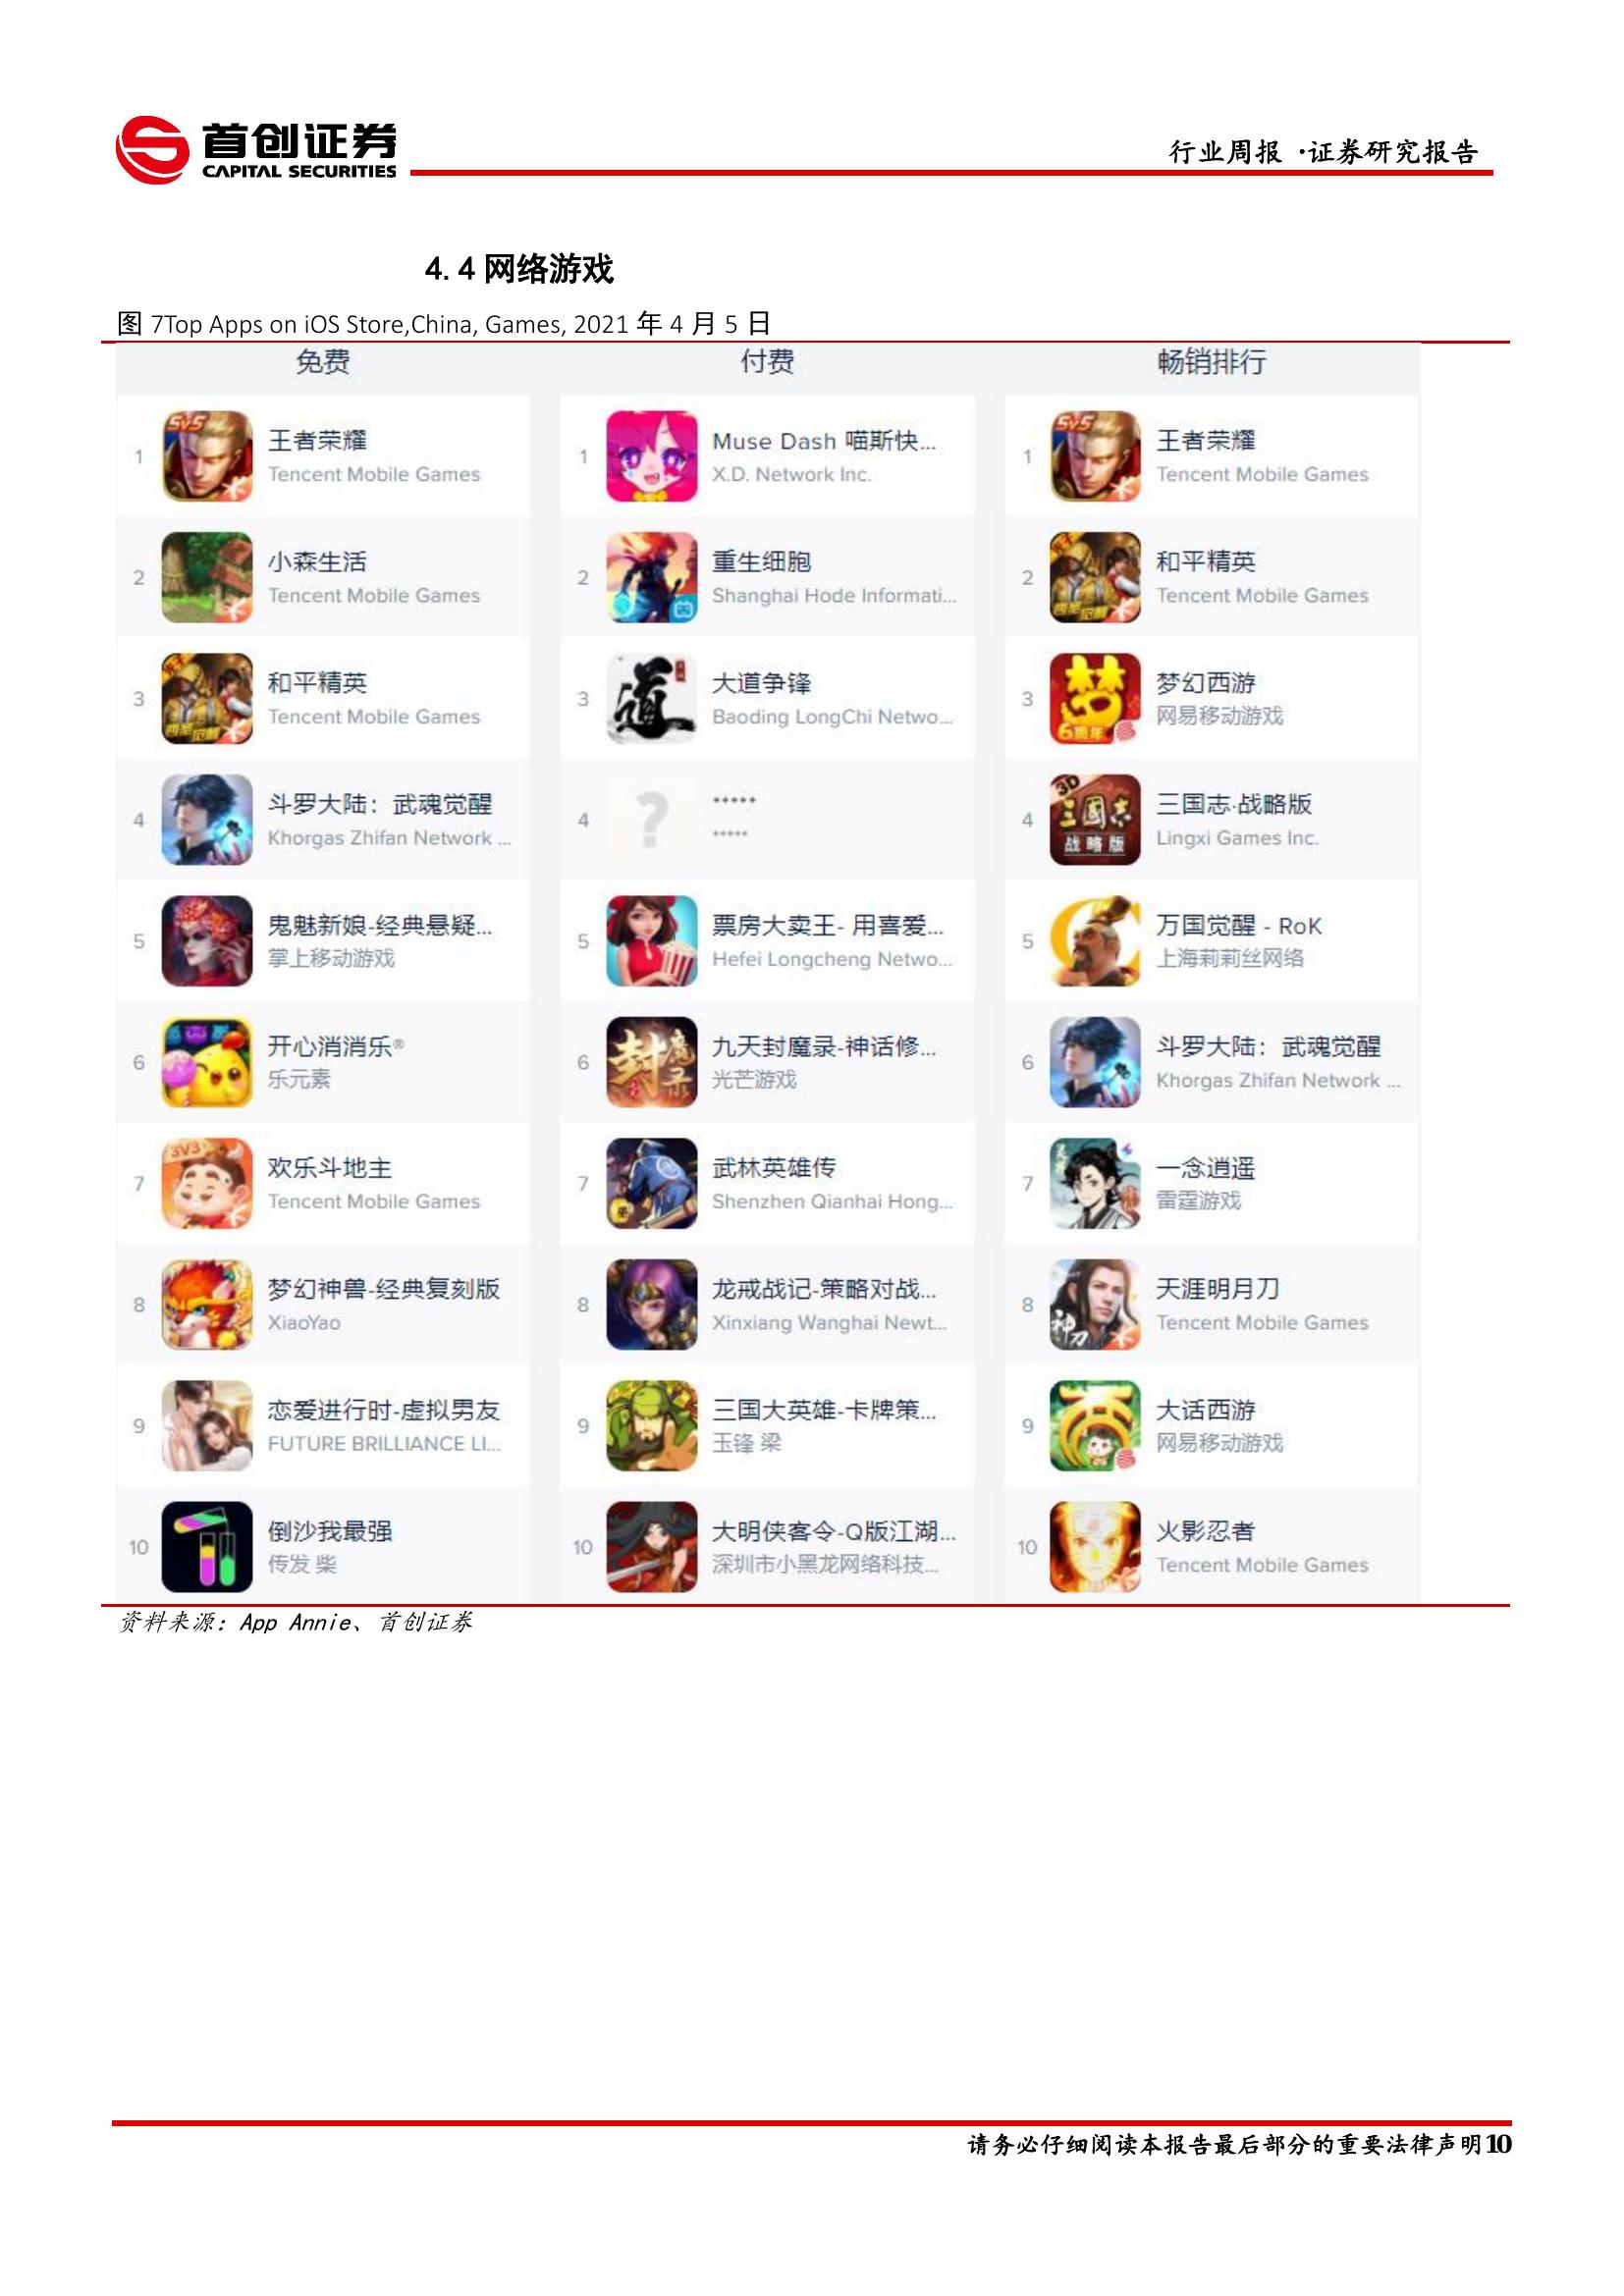 首创证券
CAPITAL SECURITIES
行业周报 ·证券研究报告
4.4 网络游戏
图 7Top Apps on iOS Store,China, Games, 2021 年 4 月 5 日
免费
付费
畅销排行
1
王者荣耀
Tencent Mobile Games
1
Muse Dash 喵斯快...
X.D. Network Inc.
1
王者荣耀
Tencent Mobile Games
2
小森生活
Tencent Mobile Games
2
重生细胞
Shanghai Hode Informati...
2
和平精英
Tencent Mobile Games
3
和平精英
Tencent Mobile Games
3
大道争锋
Baoding LongChi Netwo...
3
梦幻西游
网易移动游戏
4
斗罗大陆：武魂觉醒
Khorgas Zhifan Network ...
4
*****
*****
4
三国志·战略版
Lingxi Games Inc.
5
鬼魅新娘-经典悬疑...
掌上移动游戏
5
票房大卖王- 用喜爱...
Hefei Longcheng Netwo...
5
万国觉醒 - RoK
上海莉莉丝网络
6
开心消消乐®
乐元素
6
九天封魔录-神话修...
光芒游戏
6
斗罗大陆：武魂觉醒
Khorgas Zhifan Network ...
7
欢乐斗地主
Tencent Mobile Games
7
武林英雄传
Shenzhen Qianhai Hong...
7
一念逍遥
雷霆游戏
8
梦幻神兽-经典复刻版
XiaoYao
8
龙戒战记-策略对战...
Xinxiang Wanghai Newt...
8
天涯明月刀
Tencent Mobile Games
9
恋爱进行时-虚拟男友
FUTURE BRILLIANCE LI...
9
三国大英雄-卡牌策...
玉锋 梁
9
大话西游
网易移动游戏
10
倒沙我最强
传发 柴
10
大明侠客令-Q版江湖...
深圳市小黑龙网络科技...
10
火影忍者
Tencent Mobile Games
资料来源：App Annie、首创证券
请务必仔细阅读本报告最后部分的重要法律声明 10